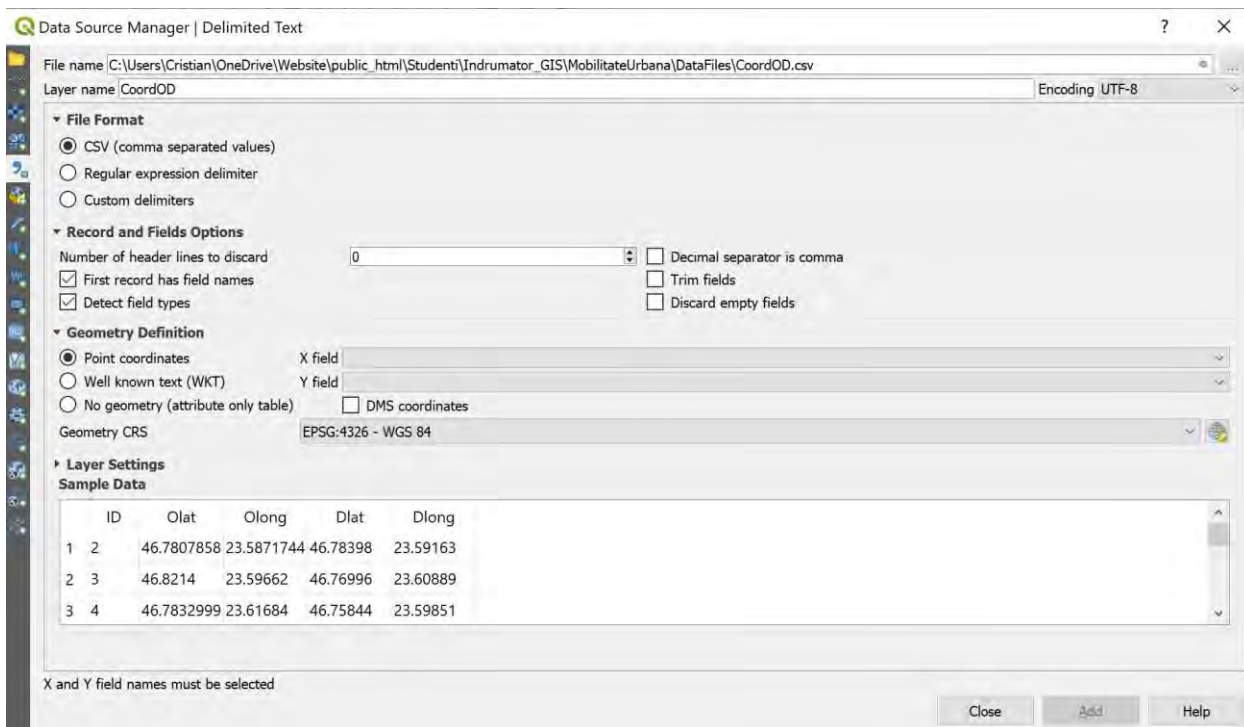 Data Source Manager | Delimited Text ? X
File name C:\Users\Cristian\OneDrive\Website\public_html\Studenti\Indrumator_GIS\MobilitateUrbana\DataFiles\CoordOD.csv ...
Layer name CoordOD Encoding UTF-8
File Format
CSV (comma separated values)
Regular expression delimiter
Custom delimiters
Record and Fields Options
Number of header lines to discard 0 Decimal separator is comma
First record has field names Trim fields
Detect field types Discard empty fields
Geometry Definition
Point coordinates X field
Well known text (WKT) Y field
No geometry (attribute only table) DMS coordinates
Geometry CRS EPSG:4326 - WGS 84
Layer Settings
Sample Data
ID Olat Olong Dlat Dlong
1 2 46.7807858 23.5871744 46.78398 23.59163
2 3 46.8214 23.59662 46.76996 23.60889
3 4 46.7832999 23.61684 46.75844 23.59851
X and Y field names must be selected
Close Add Help